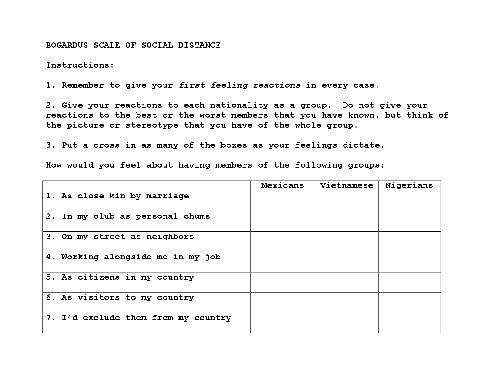 BOGARDUS SCALE OF SOCIAL DISTANCE
Instructions:
1. Remember to give your first feeling reactions in every case.
2. Give your reactions to each nationality as a group. Do not give your
reactions to the best or the worst members that you have known, but think of
the picture or stereotype that you have of the whole group.
3. Put a cross in as many of the boxes as your feelings dictate.
How would you feel about having members of the following groups:
Mexicans Vietnamese Nigerians
1. As close kin by marriage
2. In my club as personal chums
3. On my street as neighbors
4. Working alongside me in my job
5. As citizens in my country
6. As visitors to my country
7. I'd exclude them from my country